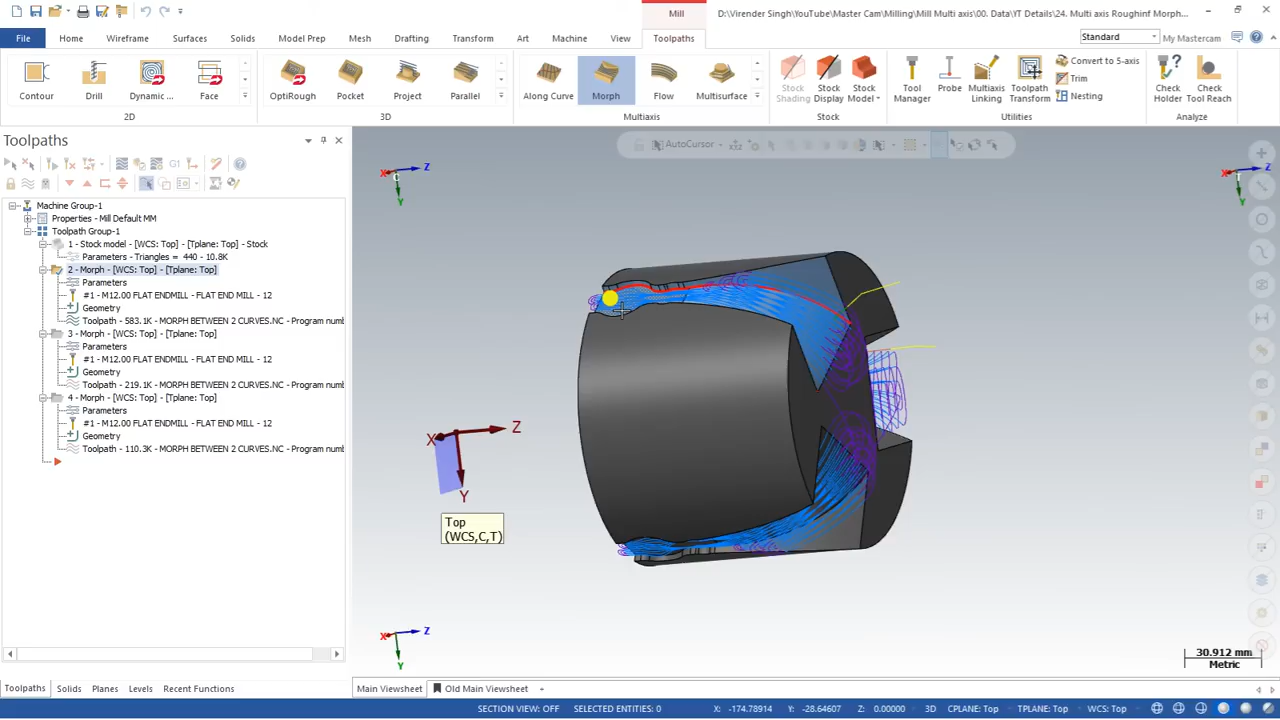 Mill
D:\Virender Singh\YouTube\Master Cam\Milling\Mill Multi axis\00. Data\YT Details\24. Multi axis Roughinf Morph...
File Home Wireframe Surfaces Solids Model Prep Mesh Drafting Transform Art Machine View Toolpaths
Standard My Mastercam
Contour Drill Dynamic ... Face
2D
OptiRough Pocket Project Parallel
3D
Along Curve Morph Flow Multisurface
Multiaxis
Stock Shading Stock Display Stock Model
Stock
Tool Manager Probe Multiaxis Linking Toolpath Transform
Convert to 5-axis
Trim
Nesting
Utilities
Check Holder Check Tool Reach
Analyze
Toolpaths
AutoCursor
G1
Machine Group-1
Properties - Mill Default MM
Toolpath Group-1
1 - Stock model - [WCS: Top] - [Tplane: Top] - Stock
Parameters - Triangles = 440 - 10.8K
2 - Morph - [WCS: Top] - [Tplane: Top]
Parameters
#1 - M12.00 FLAT ENDMILL - FLAT END MILL - 12
Geometry
Toolpath - 583.1K - MORPH BETWEEN 2 CURVES.NC - Program numb
3 - Morph - [WCS: Top] - [Tplane: Top]
Parameters
#1 - M12.00 FLAT ENDMILL - FLAT END MILL - 12
Geometry
Toolpath - 219.1K - MORPH BETWEEN 2 CURVES.NC - Program numb
4 - Morph - [WCS: Top] - [Tplane: Top]
Parameters
#1 - M12.00 FLAT ENDMILL - FLAT END MILL - 12
Geometry
Toolpath - 110.3K - MORPH BETWEEN 2 CURVES.NC - Program numb
X C Z
Y
X T Z
Y
X Z
Y
Top
(WCS,C,T)
X Z
Y
30.912 mm
Metric
Toolpaths Solids Planes Levels Recent Functions
Main Viewsheet Old Main Viewsheet +
SECTION VIEW: OFF SELECTED ENTITIES: 0 X: -174.78914 Y: -28.64607 Z: 0.00000 3D CPLANE: Top TPLANE: Top WCS: Top